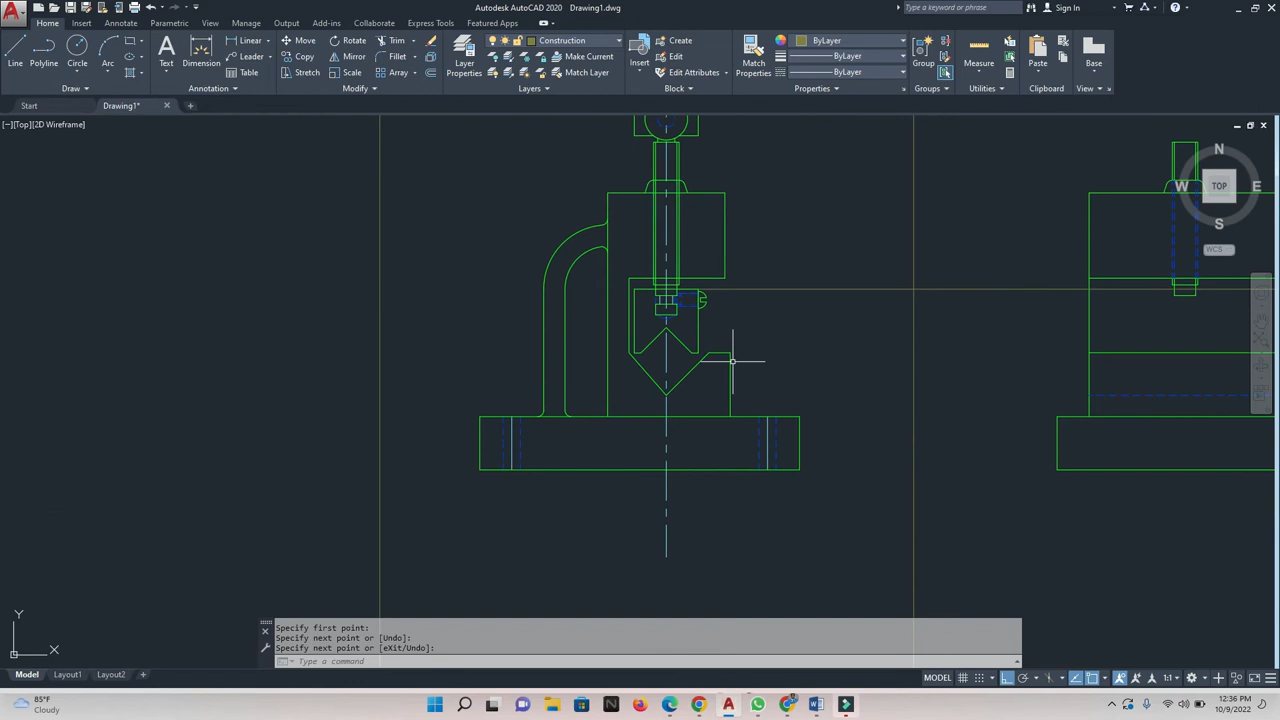 Autodesk AutoCAD 2020 Drawing1.dwg
Type a keyword or phrase
Sign In
Home Insert Annotate Parametric View Manage Output Add-ins Collaborate Express Tools Featured Apps
Line Polyline Circle Arc
Text Dimension
Linear
Leader
Table
Move Rotate Trim
Copy Mirror Fillet
Stretch Scale Array
Layer Properties
Construction
Make Current
Match Layer
Insert
Create
Edit
Edit Attributes
Match Properties
ByLayer
ByLayer
ByLayer
Group
Measure
Paste
Base
Draw Annotation Modify Layers Block Properties Groups Utilities Clipboard View
Start Drawing1*
[−][Top][2D Wireframe]
N
W TOP E
S
WCS
Y
X
Specify first point:
Specify next point or [Undo]:
Specify next point or [eXit/Undo]:
Type a command
Model Layout1 Layout2
MODEL 1:1
85°F
Cloudy
12:36 PM
10/9/2022